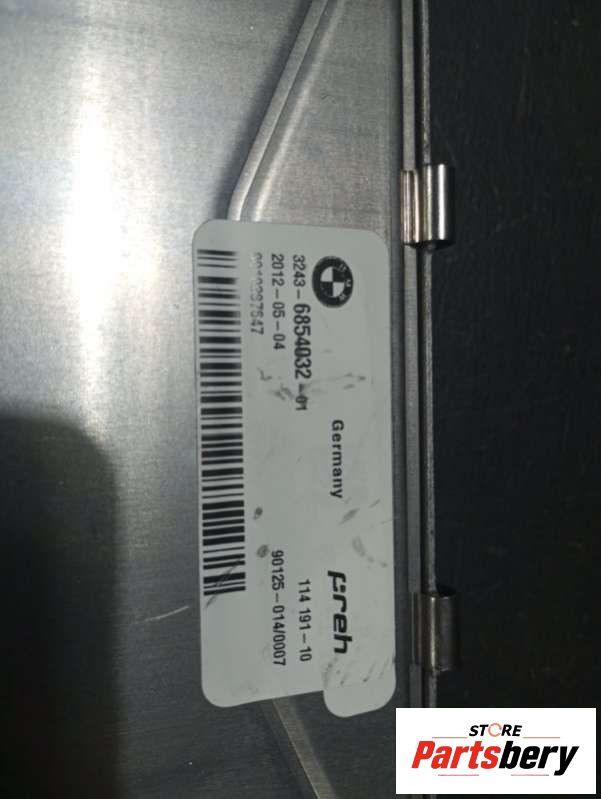 3243-6854032-01
2012-05-04
Germany
preh
114 191-10
90125-014/0007
STORE
Partsbery